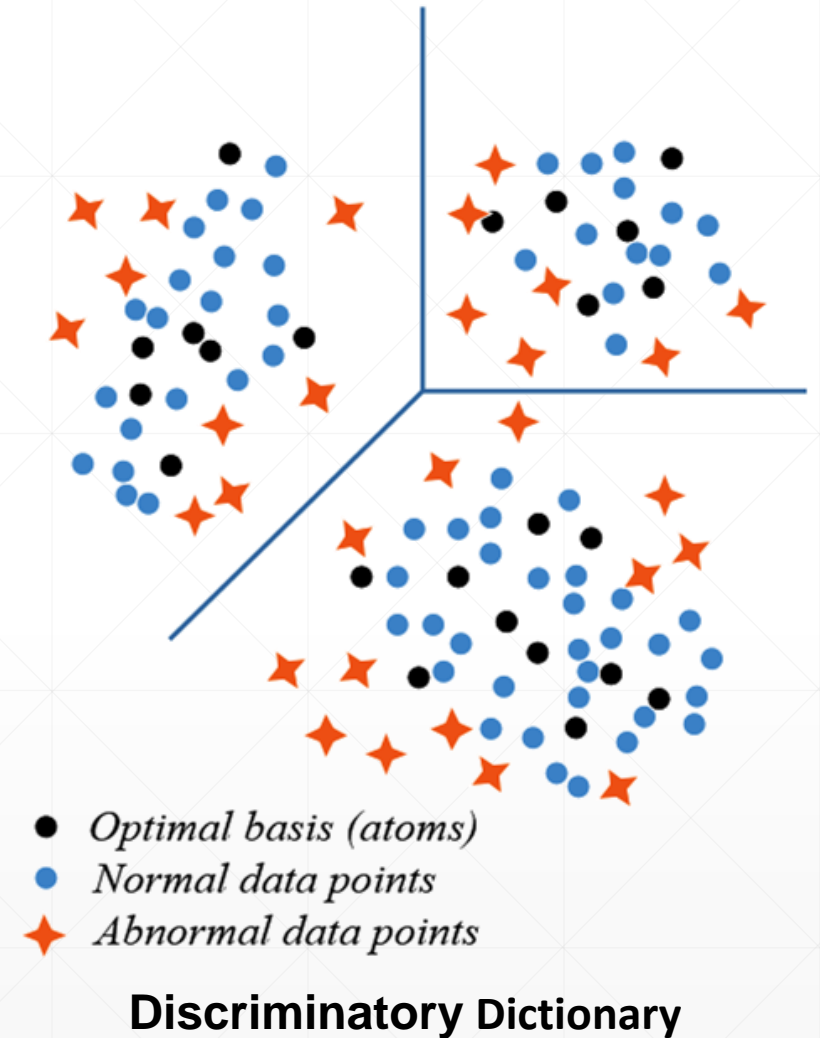 Optimal basis (atoms)
Normal data points
Abnormal data points
Discriminatory Dictionary